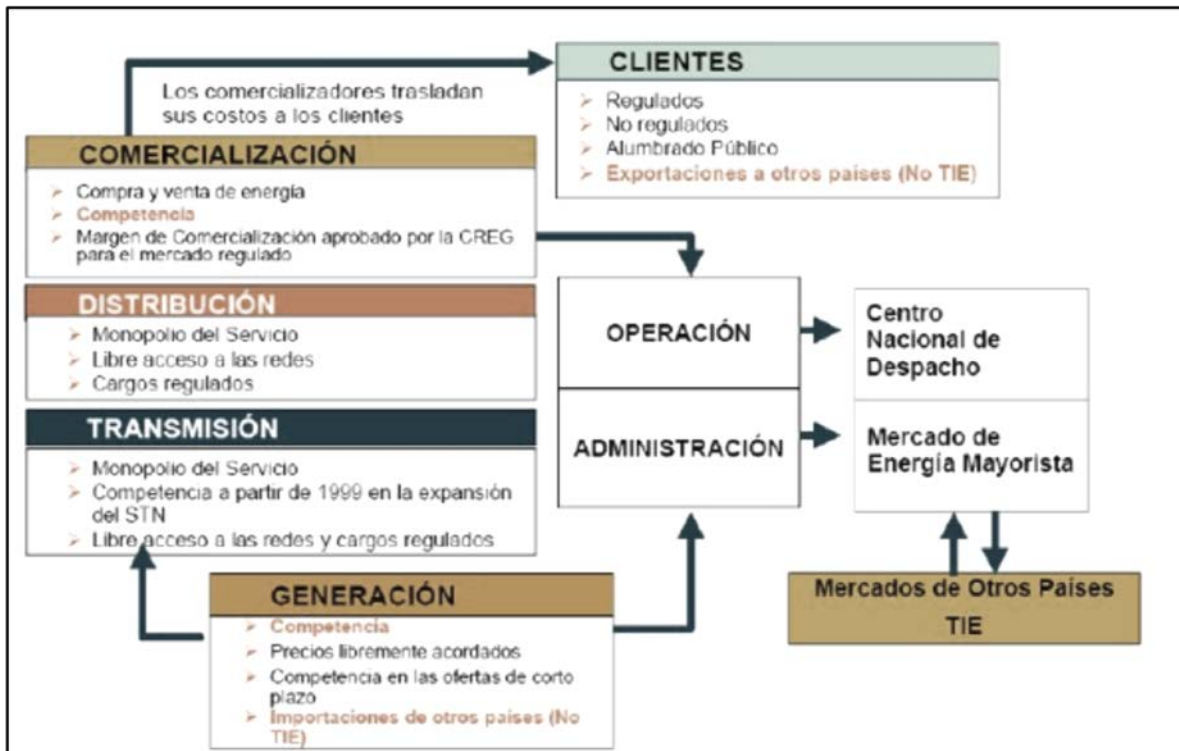 CLIENTES
Regulados
No regulados
Alumbrado Público
Exportaciones a otros países (No TIE)
Los comercializadores trasladan
sus costos a los clientes
COMERCIALIZACIÓN
Compra y venta de energía
Competencia
Margen de Comercialización aprobado por la CREG
para el mercado regulado
DISTRIBUCIÓN
Monopolio del Servicio
Libre acceso a las redes
Cargos regulados
TRANSMISIÓN
Monopolio del Servicio
Competencia a partir de 1999 en la expansión
del STN
Libre acceso a las redes y cargos regulados
GENERACIÓN
Competencia
Precios libremente acordados
Competencia en las ofertas de corto
plazo
Importaciones de otros países (No
TIE)
OPERACIÓN
ADMINISTRACIÓN
Centro
Nacional de
Despacho
Mercado de
Energía Mayorista
Mercados de Otros Países
TIE